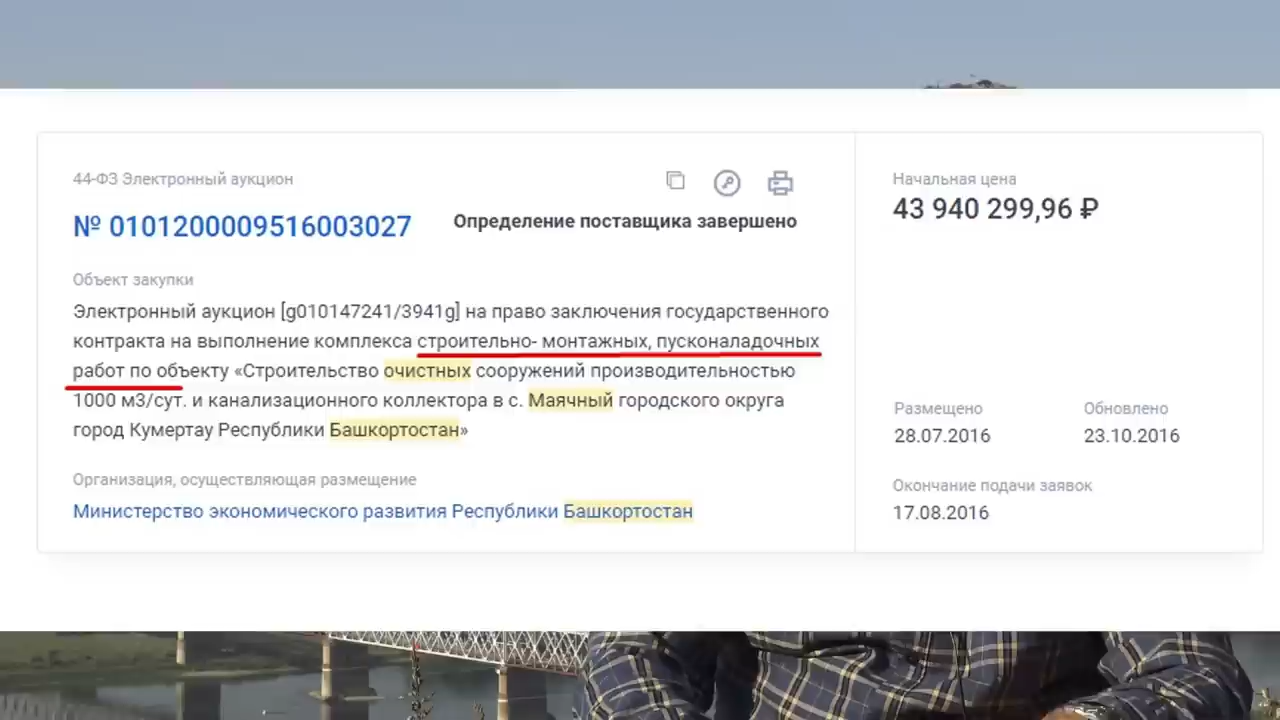 44-ФЗ Электронный аукцион
№ 0101200009516003027
Определение поставщика завершено
Объект закупки
Электронный аукцион [g010147241/3941g] на право заключения государственного
контракта на выполнение комплекса строительно- монтажных, пусконаладочных
работ по объекту «Строительство очистных сооружений производительностью
1000 м3/сут. и канализационного коллектора в с. Маячный городского округа
город Кумертау Республики Башкортостан»
Организация, осуществляющая размещение
Министерство экономического развития Республики Башкортостан
Начальная цена
43 940 299,96 ₽
Размещено
Обновлено
28.07.2016
23.10.2016
Окончание подачи заявок
17.08.2016